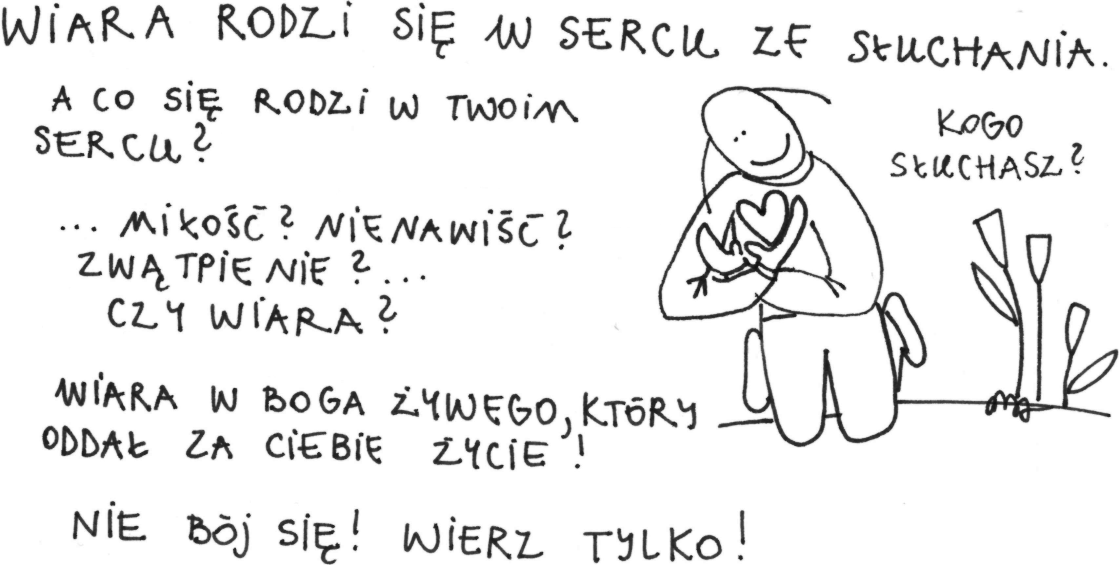 WIARA RODZI SIĘ W SERCU ZE SŁUCHANIA.
A CO SIĘ RODZI W TWOIM
SERCU?
KOGO
SŁUCHASZ?
... MIŁOŚĆ? NIENAWIŚĆ?
ZWĄTPIENIE?...
CZY WIARA?
WIARA W BOGA ŻYWEGO, KTÓRY
ODDAŁ ZA CIEBIE ŻYCIE!
NIE BÓJ SIĘ! WIERZ TYLKO!